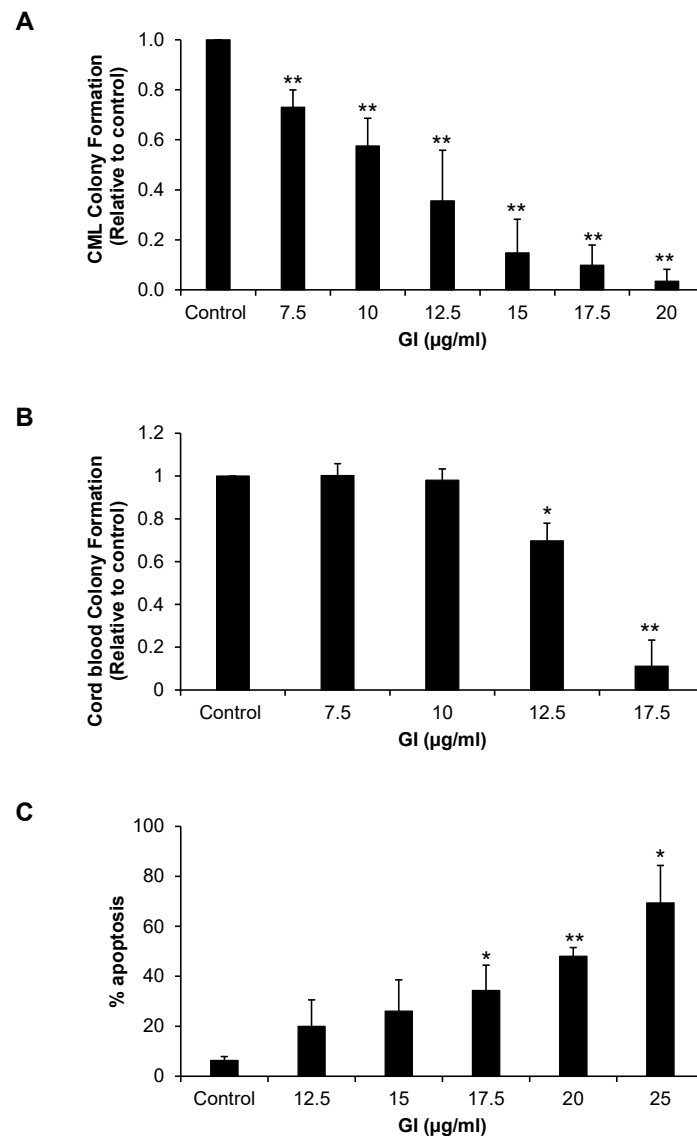 A
CML Colony Formation
(Relative to control)
1.0
0.8
0.6
0.4
0.2
0.0
** ** ** ** ** **
Control 7.5 10 12.5 15 17.5 20
GI (µg/ml)
B
Cord blood Colony Formation
(Relative to control)
1.2
1
0.8
0.6
0.4
0.2
0
* **
Control 7.5 10 12.5 17.5
GI (µg/ml)
C
% apoptosis
100
80
60
40
20
0
* ** *
Control 12.5 15 17.5 20 25
GI (µg/ml)